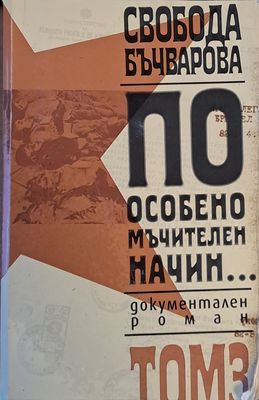 СВОБОДА
БЪЧВАРОВА
ПО
ОСОБЕНО
МЪЧИТЕЛЕН
НАЧИН...
документален
роман
ТОМ3